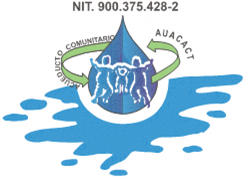 NIT. 900.375.428-2
ACUEDUCTO COMUNITARIO
AUACACT